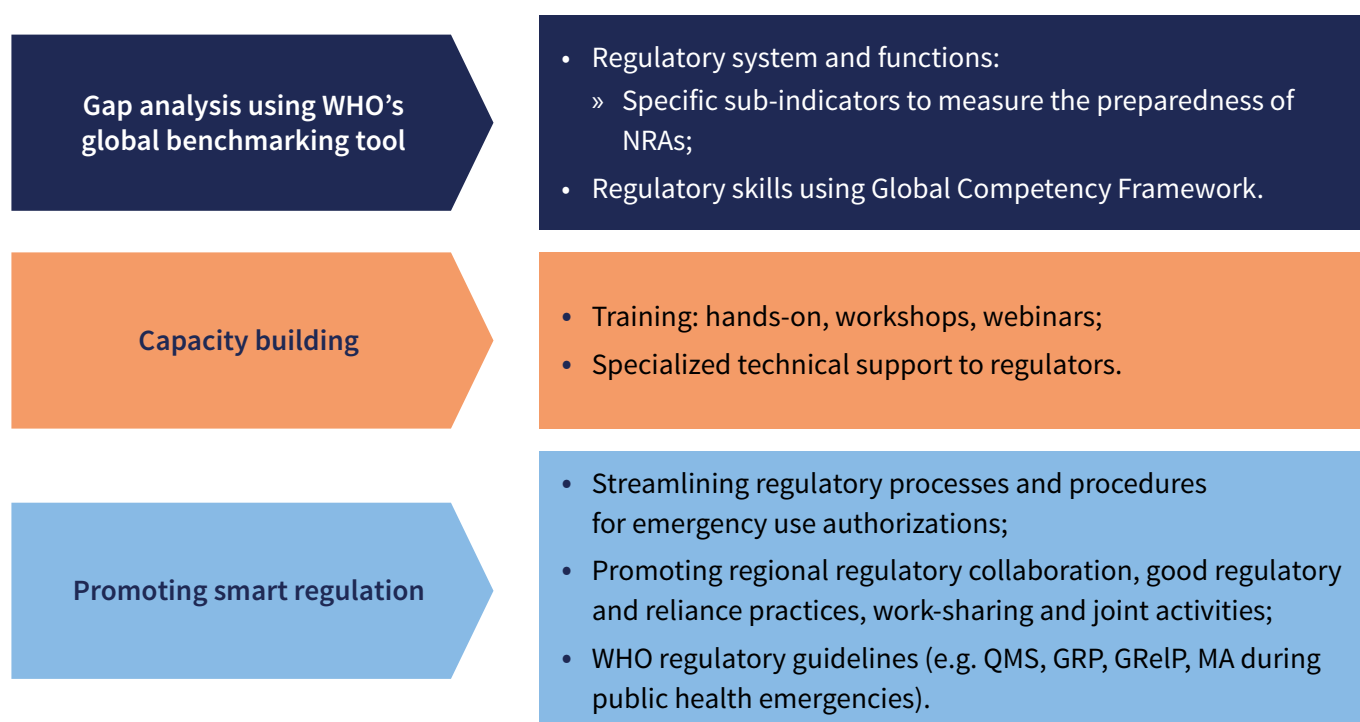 Gap analysis using WHO’s
global benchmarking tool
• Regulatory system and functions:
» Specific sub-indicators to measure the preparedness of
NRAs;
• Regulatory skills using Global Competency Framework.
Capacity building
• Training: hands-on, workshops, webinars;
• Specialized technical support to regulators.
Promoting smart regulation
• Streamlining regulatory processes and procedures
for emergency use authorizations;
• Promoting regional regulatory collaboration, good regulatory
and reliance practices, work-sharing and joint activities;
• WHO regulatory guidelines (e.g. QMS, GRP, GRelP, MA during
public health emergencies).